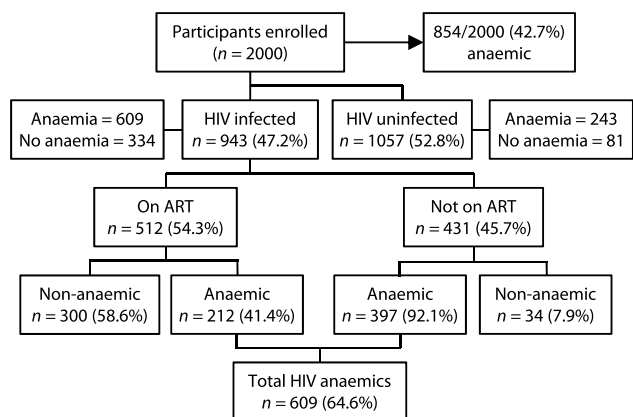 Participants enrolled
(n = 2000)
854/2000 (42.7%)
anaemic
Anaemia = 609
No anaemia = 334
HIV infected
n = 943 (47.2%)
HIV uninfected
n = 1057 (52.8%)
Anaemia = 243
No anaemia = 81
On ART
n = 512 (54.3%)
Not on ART
n = 431 (45.7%)
Non-anaemic
n = 300 (58.6%)
Anaemic
n = 212 (41.4%)
Anaemic
n = 397 (92.1%)
Non-anaemic
n = 34 (7.9%)
Total HIV anaemics
n = 609 (64.6%)